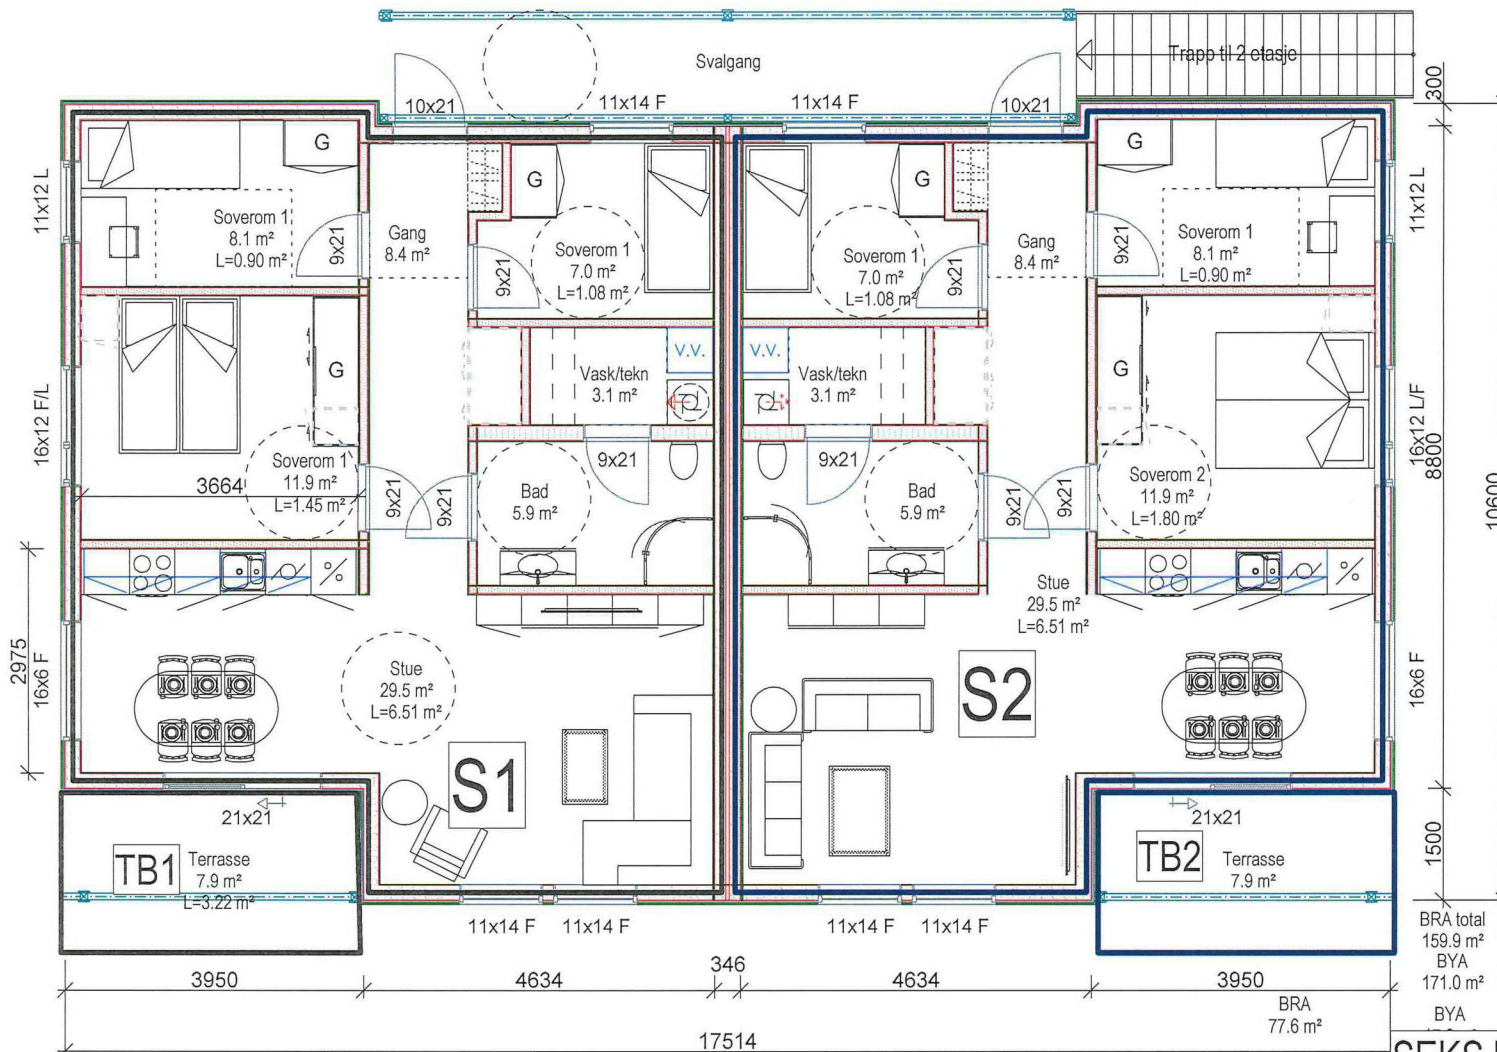 Svalgang
Trapp til 2 etasje
10x21
11x14 F
11x14 F
10x21
300
11x12 L
G
Soverom 1
8.1 m²
L=0.90 m²
9x21
Gang
8.4 m²
G
Soverom 1
7.0 m²
L=1.08 m²
9x21
G
Soverom 1
7.0 m²
L=1.08 m²
9x21
Gang
8.4 m²
9x21
G
Soverom 1
8.1 m²
L=0.90 m²
11x12 L
16x12 F/L
G
Soverom 1
11.9 m²
L=1.45 m²
3664
9x21
9x21
Vask/tekn
3.1 m²
V.V.
V.V.
Vask/tekn
3.1 m²
Bad
5.9 m²
9x21
9x21
Bad
5.9 m²
9x21
9x21
G
Soverom 2
11.9 m²
L=1.80 m²
16x12 L/F
8800
10600
2975
16x6 F
Stue
29.5 m²
L=6.51 m²
S1
Stue
29.5 m²
L=6.51 m²
S2
16x6 F
21x21
TB1
Terrasse
7.9 m²
L=3.22 m²
21x21
TB2
Terrasse
7.9 m²
1500
11x14 F
11x14 F
11x14 F
11x14 F
BRA total
159.9 m²
BYA
171.0 m²
3950
4634
346
4634
3950
BRA
77.6 m²
BYA
17514